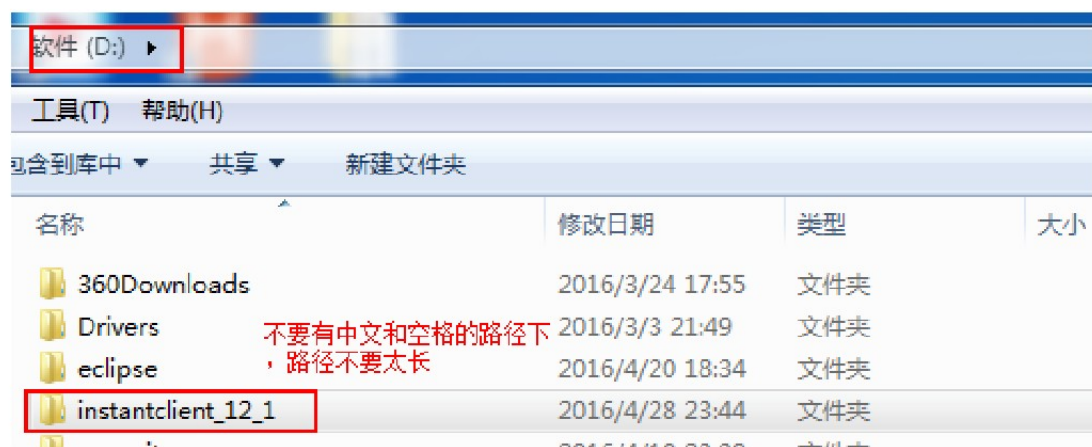 软件 (D:)
工具(T) 帮助(H)
包含到库中 共享 新建文件夹
名称 修改日期 类型 大小
360Downloads 2016/3/24 17:55 文件夹
Drivers 2016/3/3 21:49 文件夹
不要有中文和空格的路径下
eclipse 2016/4/20 18:34 文件夹
，路径不要太长
instantclient_12_1 2016/4/28 23:44 文件夹